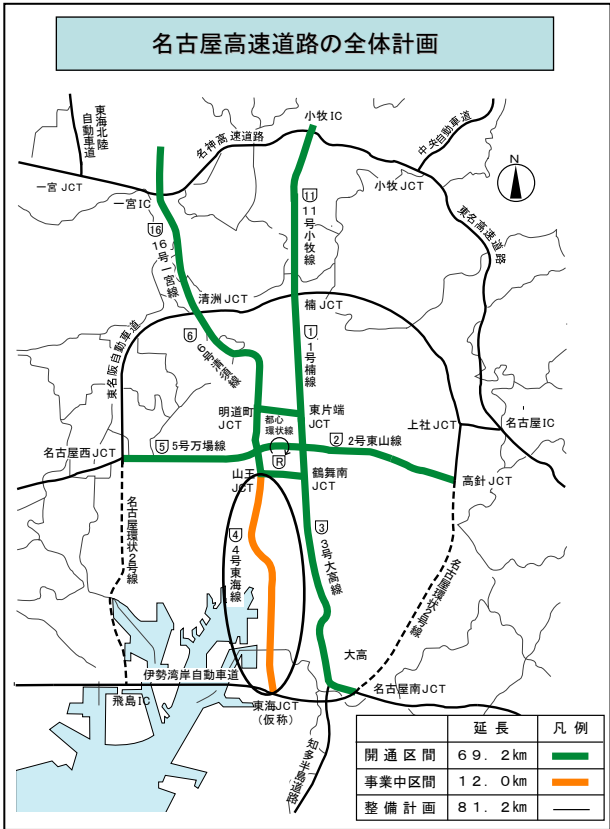 名古屋高速道路の全体計画
東海北陸
自動車道
小牧IC
名神高速道路
中央自動車道
N
一宮JCT
一宮IC
小牧JCT
東名高速道路
11
11号小牧線
16
16号一宮線
清洲JCT
楠JCT
東名阪自動車道
6
6号清須線
1
1号楠線
明道町
JCT
都心
環状線
東片端
JCT
上社JCT
名古屋IC
名古屋西JCT
5
5号万場線
2
2号東山線
R
山王
JCT
鶴舞南
JCT
高針JCT
名古屋環状2号線
4
4号東海線
3
3号大高線
名古屋環状2号線
大高
伊勢湾岸自動車道
名古屋南JCT
飛島IC
東海JCT
(仮称)
知多半島道路
延長 凡例
開通区間 69.2km
事業中区間 12.0km
整備計画 81.2km